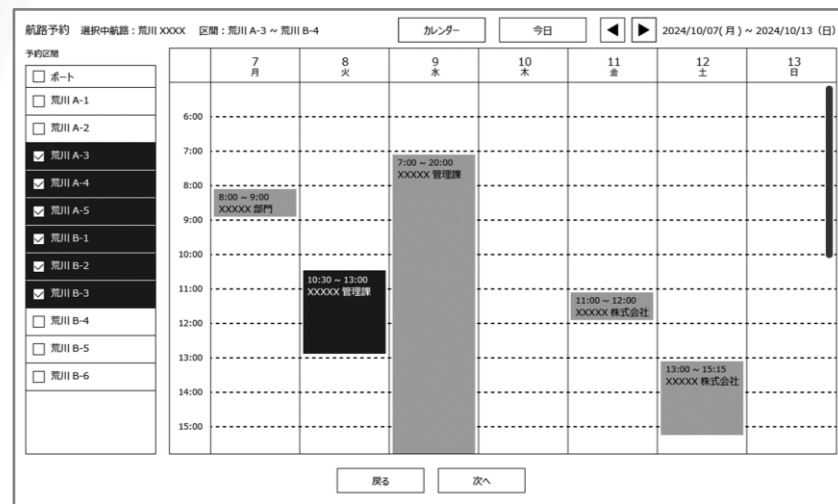 航路予約 選択中航路：荒川 XXXX 区間：荒川 A-3 ~ 荒川 B-4 カレンダー 今日 ◀ ▶ 2024/10/07( 月 ) ~ 2024/10/13（日）
予約区間
ポート
荒川 A-1
荒川 A-2
荒川 A-3
荒川 A-4
荒川 A-5
荒川 B-1
荒川 B-2
荒川 B-3
荒川 B-4
荒川 B-5
荒川 B-6
7 8 9 10 11 12 13
月 火 水 木 金 土 日
6:00
7:00
8:00
9:00
10:00
11:00
12:00
13:00
14:00
15:00
8:00 ~ 9:00
XXXXX 部門
10:30 ~ 13:00
XXXXX 管理課
7:00 ~ 20:00
XXXXX 管理課
11:00 ~ 12:00
XXXXX 株式会社
13:00 ~ 15:15
XXXXX 株式会社
戻る 次へ